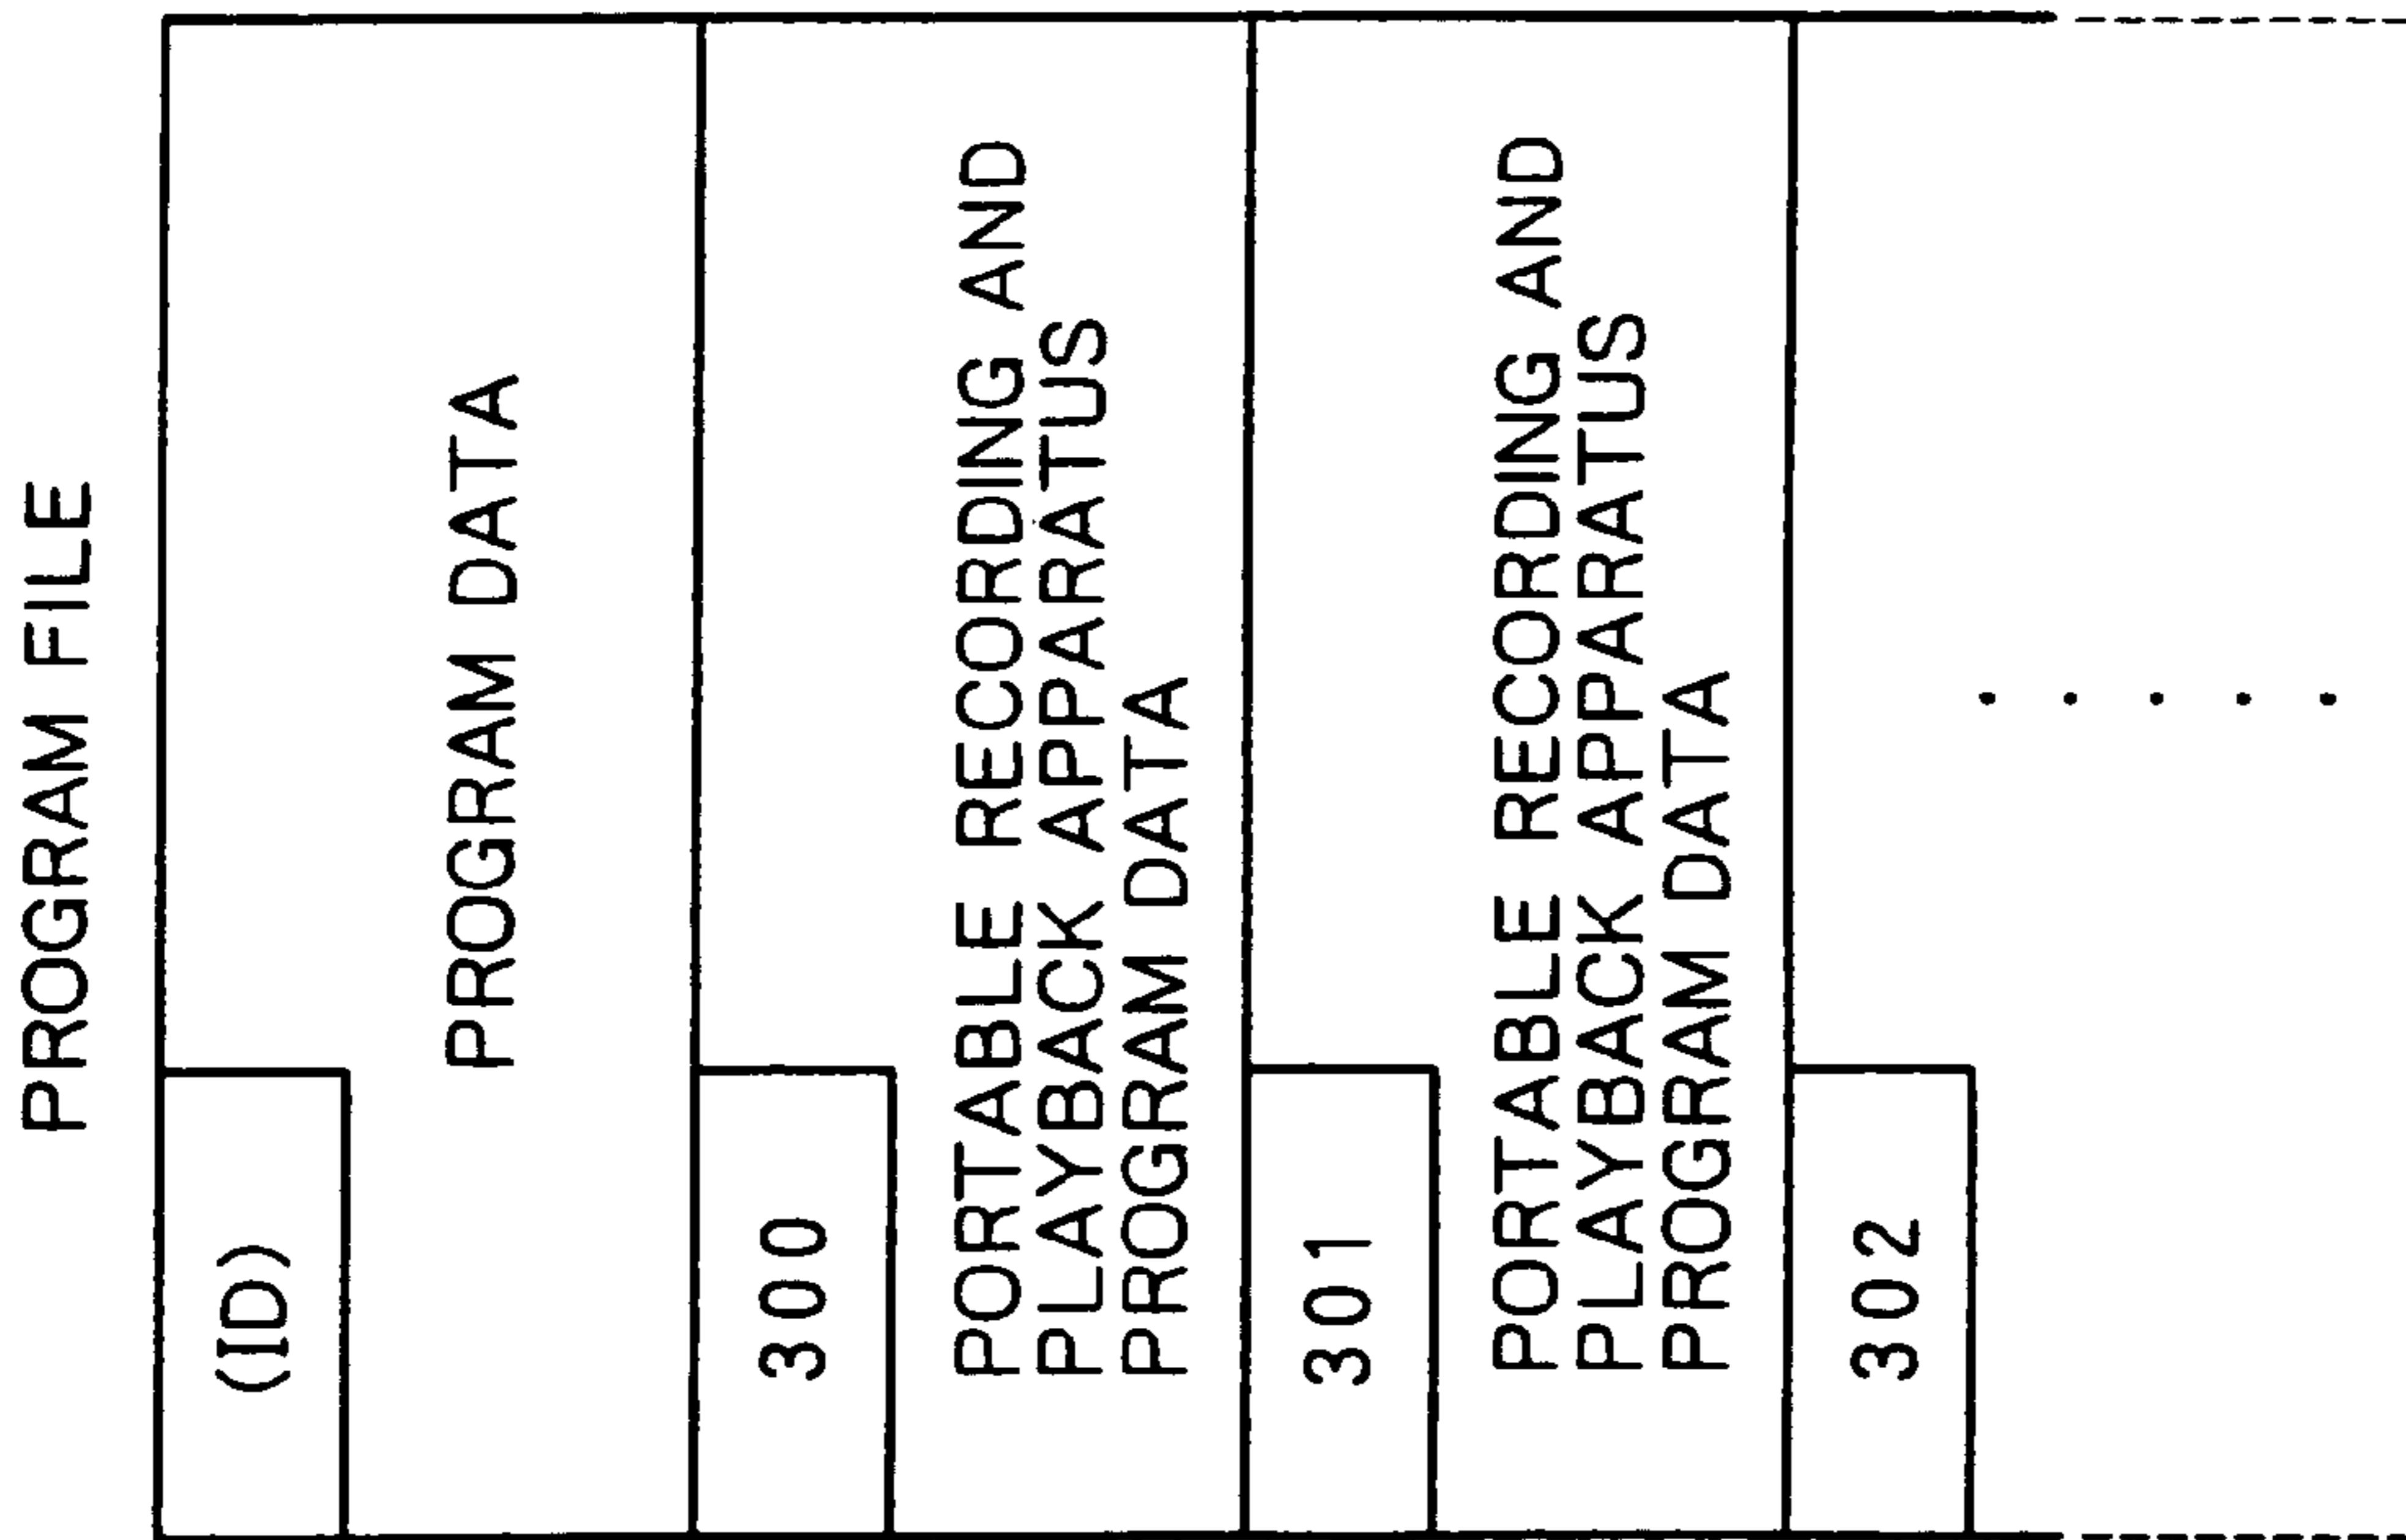 PROGRAM FILE
(ID)
PROGRAM DATA
300
PORTABLE RECORDING AND
PLAYBACK APPARATUS
PROGRAM DATA
301
PORTABLE RECORDING AND
PLAYBACK APPARATUS
PROGRAM DATA
302
. . . . .